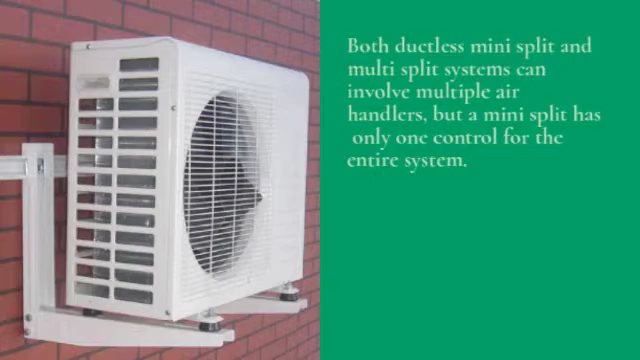 Both ductless mini split and
multi split systems can
involve multiple air
handlers, but a mini split has
only one control for the
entire system.